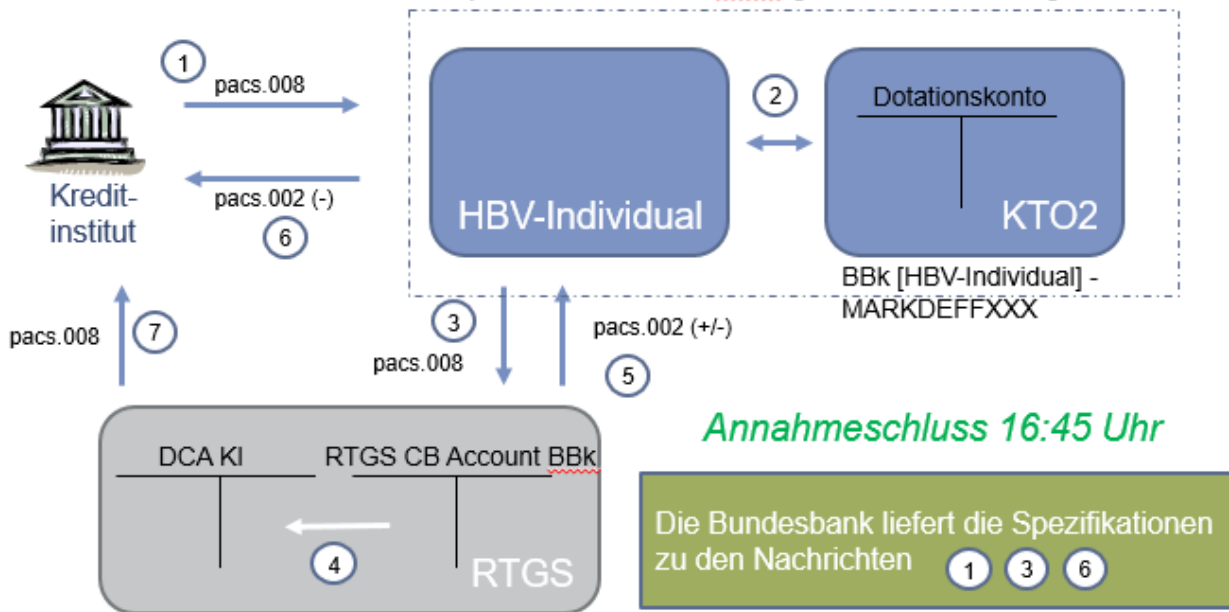 1
pacs.008
pacs.002 (-)
6
Kredit-
institut
HBV-Individual
2
Dotationskonto
KTO2
BBk [HBV-Individual] -
MARKDEFFXXX
pacs.008
7
3
pacs.008
pacs.002 (+/-)
5
DCA KI
RTGS CB Account BBk
4
RTGS
Annahmeschluss 16:45 Uhr
Die Bundesbank liefert die Spezifikationen
zu den Nachrichten 1 3 6